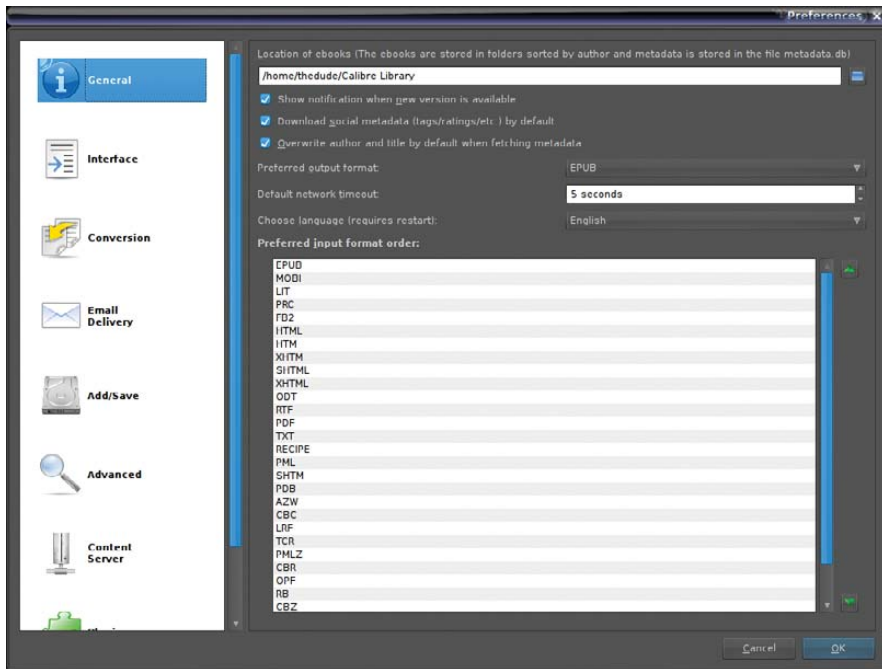 Preferences
General
Interface
Conversion
Email
Delivery
Add/Save
Advanced
Content
Server
Location of ebooks (The ebooks are stored in folders sorted by author and metadata is stored in the file metadata.db)
/home/thedude/Calibre Library
Show notification when new version is available
Download social metadata (tags/ratings/etc.) by default
Overwrite author and title by default when fetching metadata
Preferred output format:
EPUB
Default network timeout:
5 seconds
Choose language (requires restart):
English
Preferred input format order:
EPUB
MOBI
LIT
PRC
FB2
HTML
HTM
XHTM
SHTML
XHTML
ODT
RTF
PDF
TXT
RECIPE
PML
SHTM
PDB
AZW
CBC
LRF
TCR
PMLZ
CBR
OPF
RB
CBZ
Cancel
OK